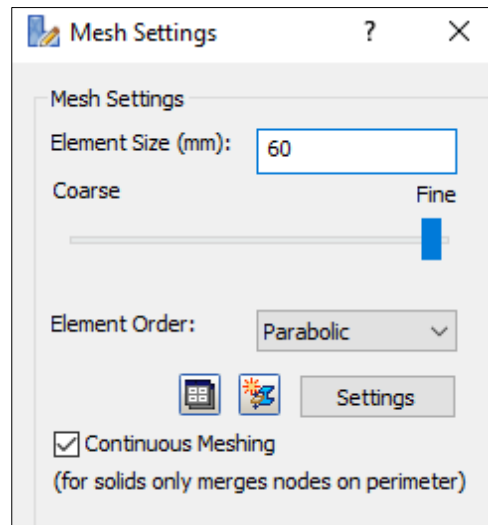 Mesh Settings ? ×
Mesh Settings
Element Size (mm): 60
Coarse Fine
Element Order: Parabolic
Settings
Continuous Meshing
(for solids only merges nodes on perimeter)